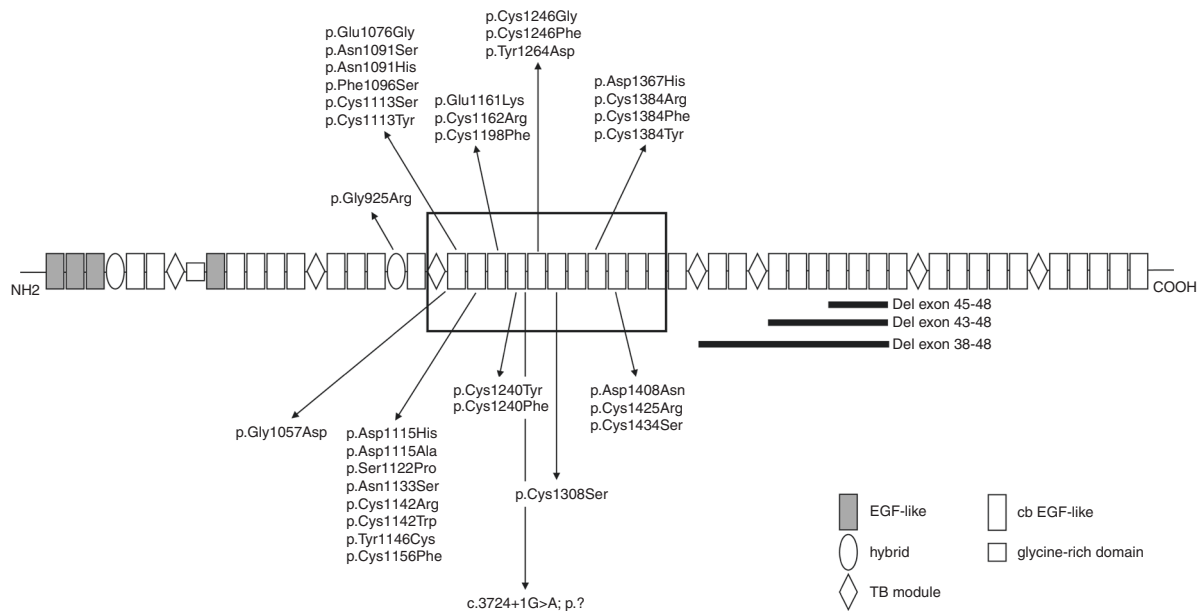 p.Cys1246Gly
p.Cys1246Phe
p.Tyr1264Asp
p.Glu1076Gly
p.Asn1091Ser
p.Asn1091His
p.Phe1096Ser
p.Cys1113Ser
p.Cys1113Tyr
p.Glu1161Lys
p.Cys1162Arg
p.Cys1198Phe
p.Asp1367His
p.Cys1384Arg
p.Cys1384Phe
p.Cys1384Tyr
p.Gly925Arg
NH2
COOH
Del exon 45-48
Del exon 43-48
Del exon 38-48
p.Gly1057Asp
p.Asp1115His
p.Asp1115Ala
p.Ser1122Pro
p.Asn1133Ser
p.Cys1142Arg
p.Cys1142Trp
p.Tyr1146Cys
p.Cys1156Phe
p.Cys1240Tyr
p.Cys1240Phe
p.Asp1408Asn
p.Cys1425Arg
p.Cys1434Ser
p.Cys1308Ser
c.3724+1G>A; p.?
EGF-like
cb EGF-like
hybrid
glycine-rich domain
TB module